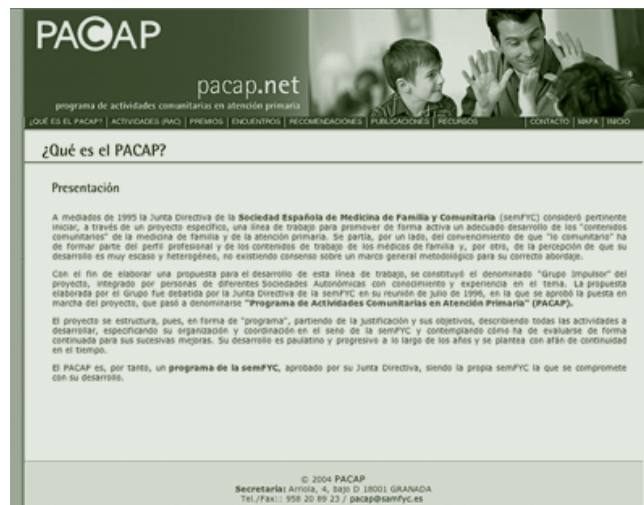 PACAP
pacap.net
programa de actividades comunitarias en atención primaria
¿QUÉ ES EL PACAP? | ACTIVIDADES (RAC) | PREMIOS | ENCUENTROS | RECOMENDACIONES | PUBLICACIONES | RECURSOS | CONTACTO | MAPA | INICIO
¿Qué es el PACAP?
Presentación
A mediados de 1995 la Junta Directiva de la Sociedad Española de Medicina de Familia y Comunitaria (semFYC) consideró pertinente
iniciar, a través de un proyecto específico, una línea de trabajo para promover de forma activa un adecuado desarrollo de los "contenidos
comunitarios" de la medicina de familia y de la atención primaria. Se partía, por un lado, del convencimiento de que "lo comunitario" ha
de formar parte del perfil profesional y de los contenidos de trabajo de los médicos de familia y, por otro, de la percepción de que su
desarrollo es muy escaso y heterogéneo, no existiendo consenso sobre un marco general metodológico para su correcto abordaje.
Con el fin de elaborar una propuesta para el desarrollo de esta línea de trabajo, se constituyó el denominado "Grupo Impulsor" del
proyecto, integrado por personas de diferentes Sociedades Autonómicas con conocimiento y experiencia en el tema. La propuesta
elaborada por el Grupo fue debatida por la Junta Directiva de la semFYC en su reunión de julio de 1996, en la que se aprobó la puesta en
marcha del proyecto, que pasó a denominarse "Programa de Actividades Comunitarias en Atención Primaria" (PACAP).
El proyecto se estructura, pues, en forma de "programa", partiendo de la justificación y sus objetivos, describiendo todas las actividades a
desarrollar, especificando su organización y coordinación en el seno de la semFYC y contemplando cómo ha de evaluarse de forma
continuada para sus sucesivas mejoras. Su desarrollo es paulatino y progresivo a lo largo de los años y se plantea con afán de continuidad
en el tiempo.
El PACAP es, por tanto, un programa de la semFYC, aprobado por su Junta Directiva, siendo la propia semFYC la que se compromete
con su desarrollo.
© 2004 PACAP
Secretaría: Arriola, 4, bajo D 18001 GRANADA
Tel./Fax:: 958 20 89 23 / pacap@samfyc.es